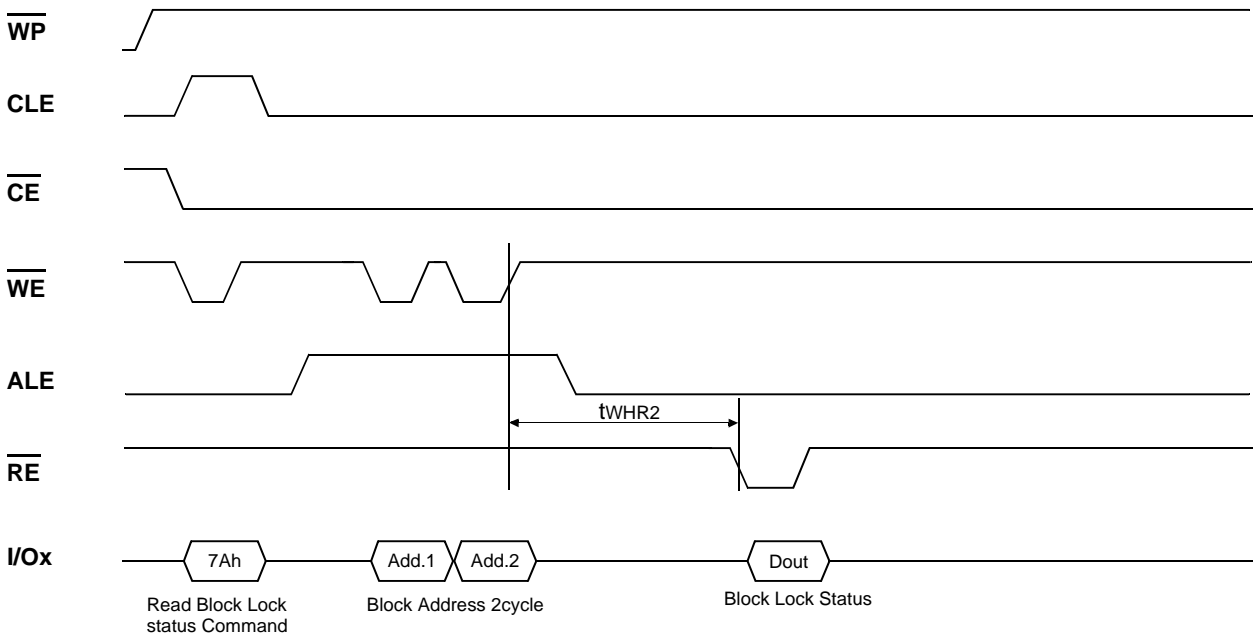 WP
CLE
CE
WE
ALE
tWHR2
RE
I/Ox
7Ah
Add.1
Add.2
Dout
Read Block Lock
status Command
Block Address 2cycle
Block Lock Status